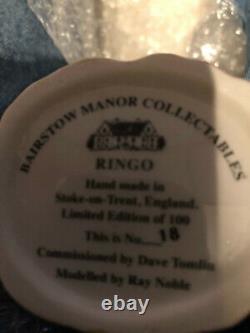 BAIRSTOW MANOR COLLECTABLES
RINGO
Hand made in
Stoke-on-Trent, England.
Limited Edition of 100
This is No. 18
Commissioned by Dave Tomlin
Modelled by Ray Noble